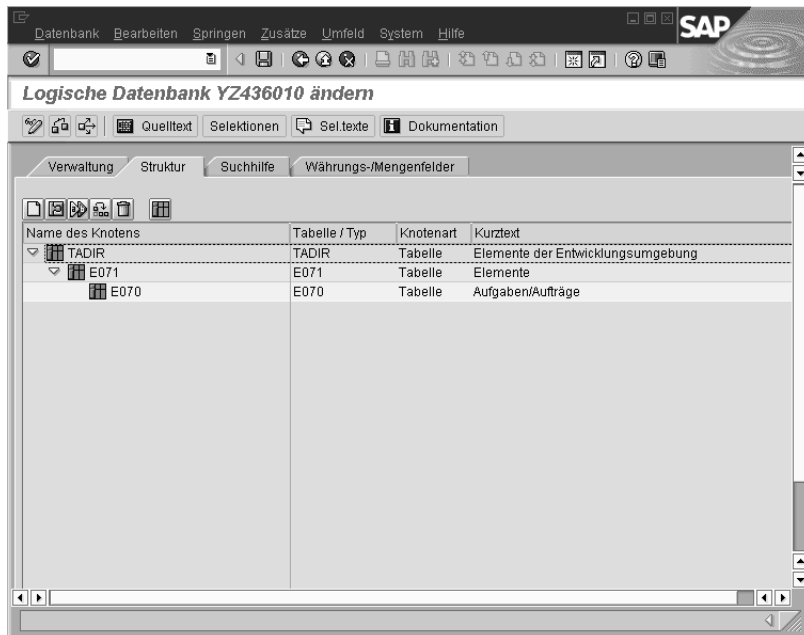 Datenbank Bearbeiten Springen Zusätze Umfeld System Hilfe
SAP
Logische Datenbank YZ436010 ändern
Quelltext Selektionen Sel.texte Dokumentation
Verwaltung Struktur Suchhilfe Währungs-/Mengenfelder
Name des Knotens Tabelle / Typ Knotenart Kurztext
TADIR TADIR Tabelle Elemente der Entwicklungsumgebung
E071 E071 Tabelle Elemente
E070 E070 Tabelle Aufgaben/Aufträge